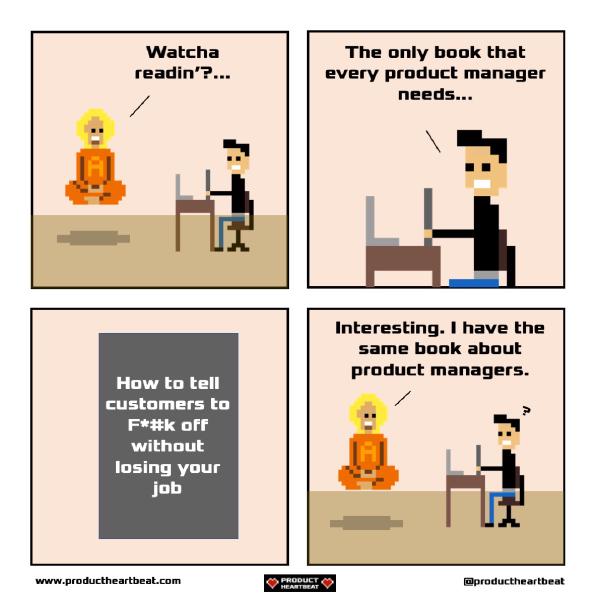 Watcha
readin'?...
The only book that
every product manager
needs...
How to tell
customers to
F*#k off
without
losing your
job
Interesting. I have the
same book about
product managers.
?
www.productheartbeat.com
PRODUCT
HEARTBEAT
@productheartbeat